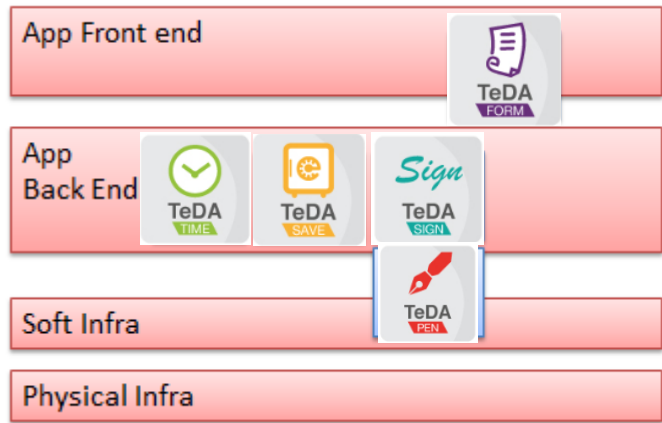 App Front end
TeDA
FORM
App
Back End
TeDA
TIME
TeDA
SAVE
Sign
TeDA
SIGN
TeDA
PEN
Soft Infra
Physical Infra